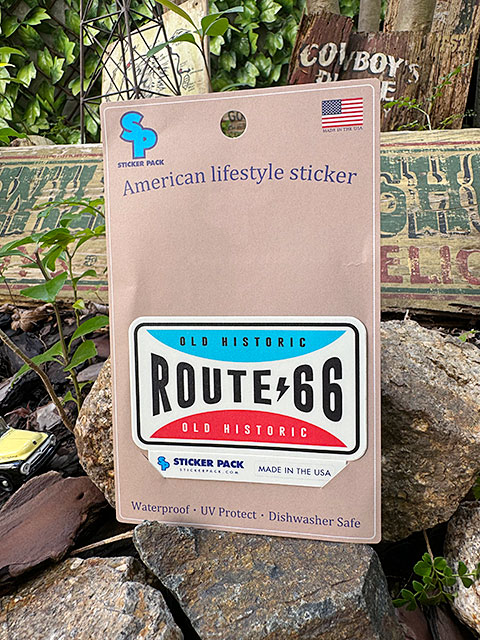 COWBOY'S
SP
STICKER PACK
MADE IN THE USA
American lifestyle sticker
OLD HISTORIC
ROUTE 66
OLD HISTORIC
SP STICKER PACK
STICKERPACK.COM
MADE IN THE USA
Waterproof・UV Protect・Dishwasher Safe